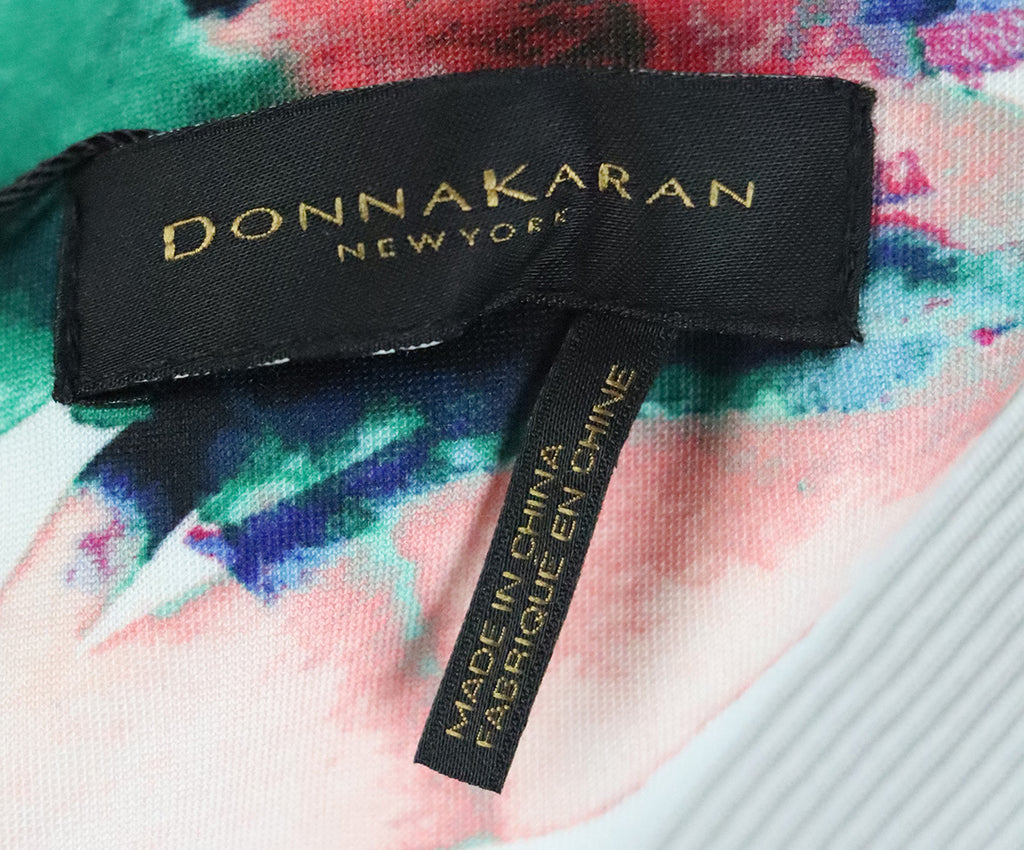 DONNAKARAN
NEWYORK
MADE IN CHINA
FABRIQUE EN CHINE